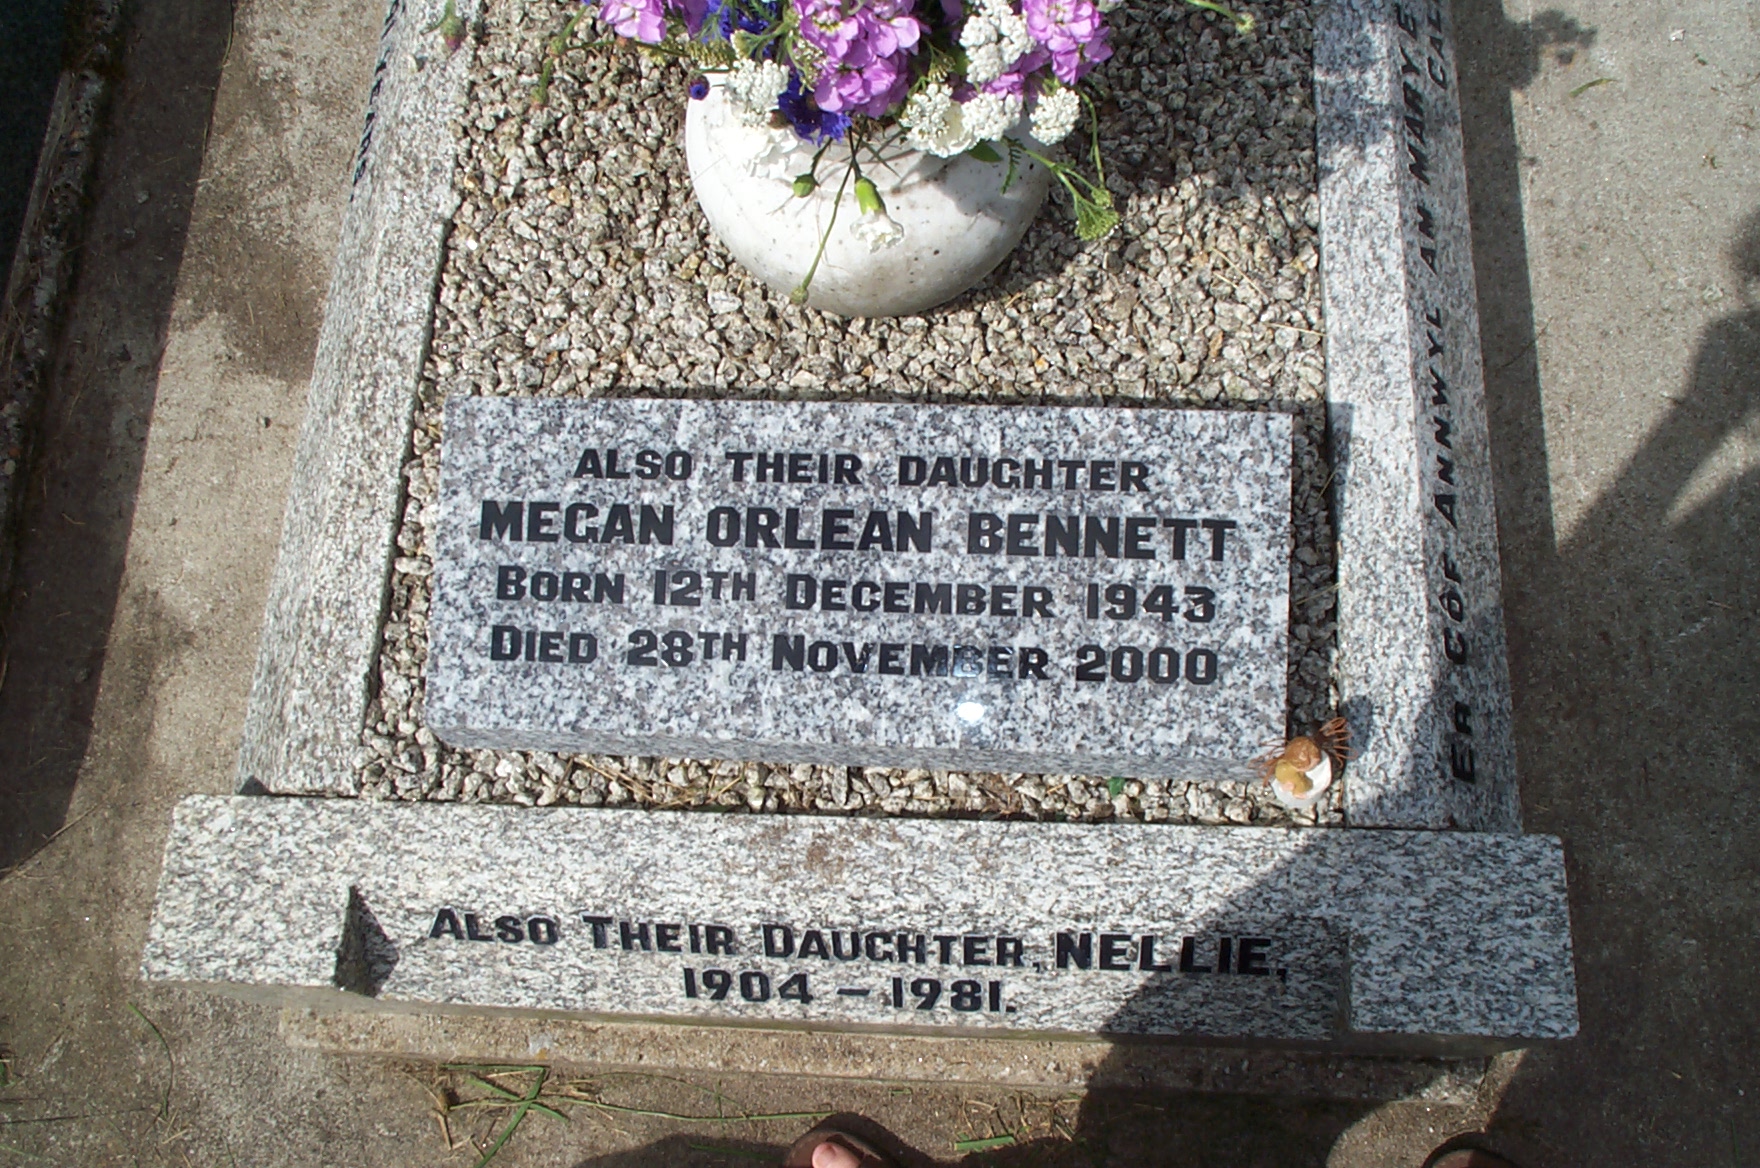 ALSO THEIR DAUGHTER
MEGAN ORLEAN BENNETT
BORN 12TH DECEMBER 1943
DIED 28TH NOVEMBER 2000
ALSO THEIR DAUGHTER, NELLIE,
1904 – 1981.
ER CÔF ANNWYL AM MARY E